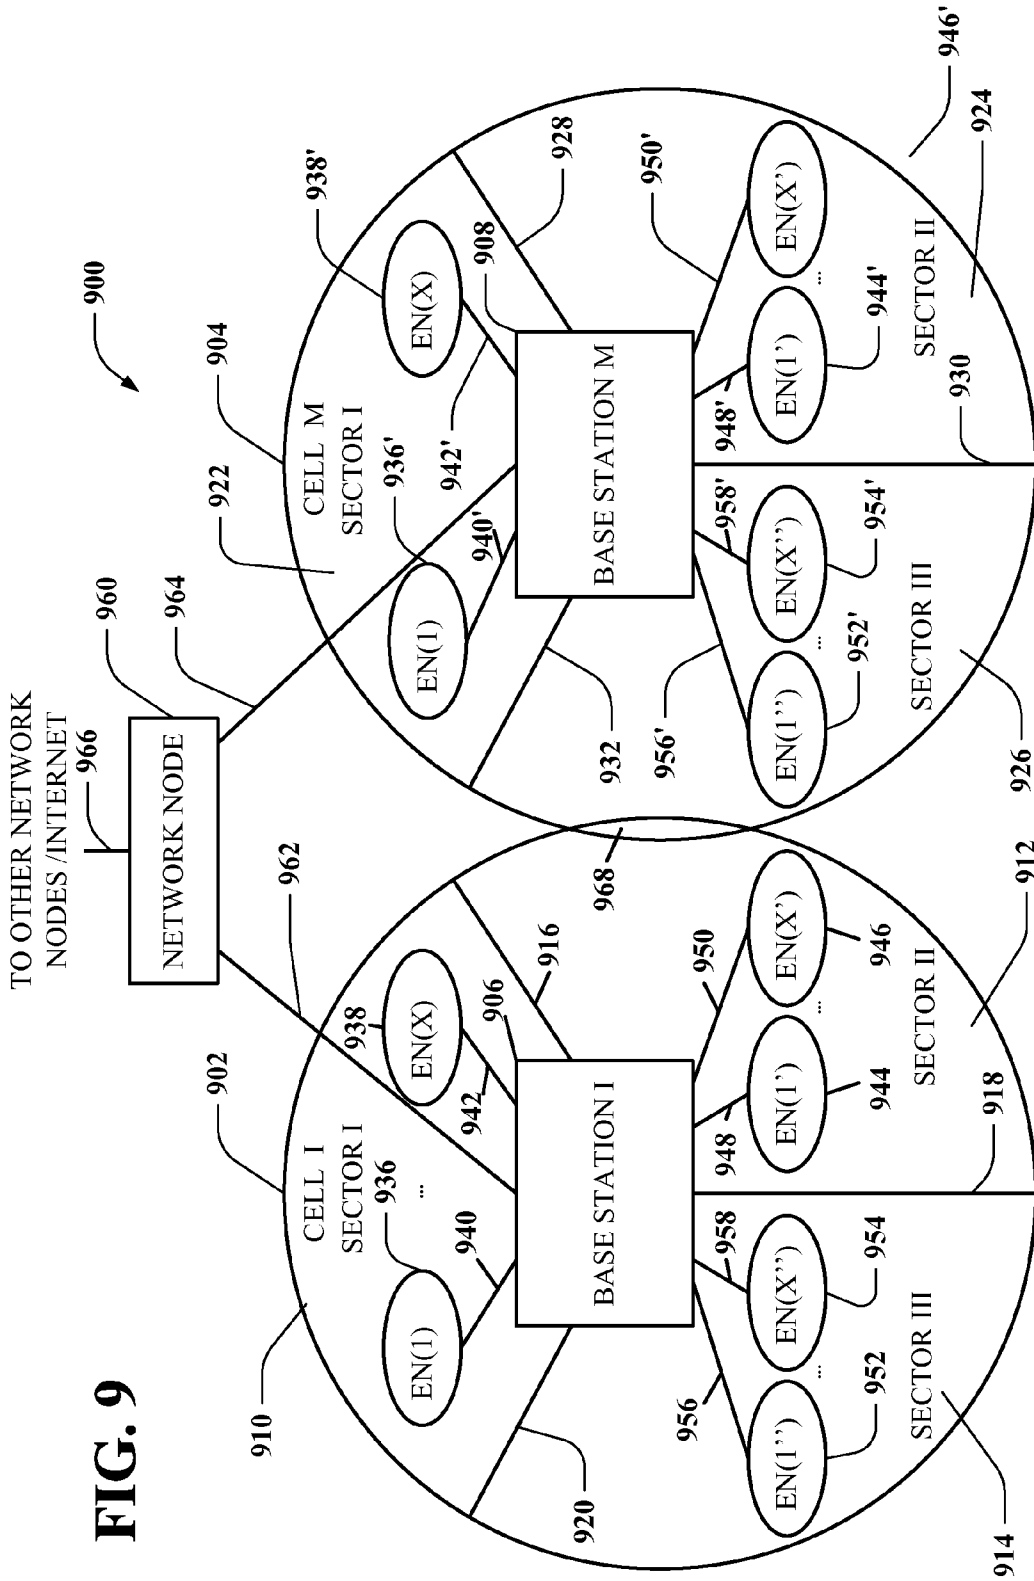 FIG. 9
900
TO OTHER NETWORK
NODES /INTERNET
966
NETWORK NODE
960
962
964
902
904
910
CELL I
SECTOR I
936
...
EN(1)
940
938
EN(X)
942
906
BASE STATION I
916
920
956
958
948
950
EN(1'')
...
EN(X'')
952
954
EN(1')
...
EN(X')
944
946
SECTOR III
SECTOR II
914
918
912
968
922
CELL M
SECTOR I
936'
EN(1)
940'
938'
EN(X)
942'
908
BASE STATION M
928
932
956'
958'
948'
950'
EN(1'')
...
EN(X'')
952'
954'
EN(1')
...
EN(X')
944'
946'
SECTOR III
SECTOR II
926
930
924